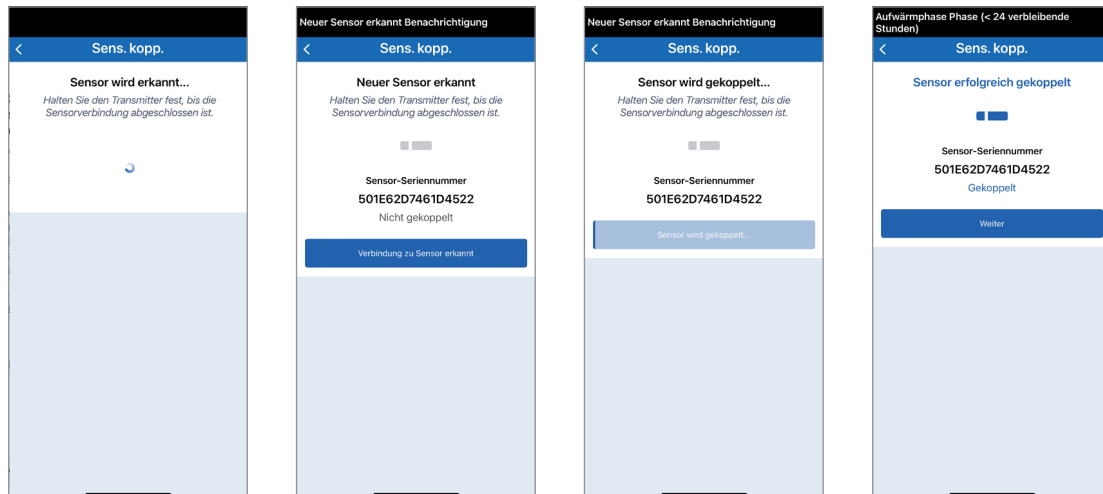 Sens. kopp.
Sensor wird erkannt...
Halten Sie den Transmitter fest, bis die
Sensorverbindung abgeschlossen ist.
Neuer Sensor erkannt Benachrichtigung
Sens. kopp.
Neuer Sensor erkannt
Halten Sie den Transmitter fest, bis die
Sensorverbindung abgeschlossen ist.
Sensor-Seriennummer
501E62D7461D4522
Nicht gekoppelt
Verbindung zu Sensor erkannt
Neuer Sensor erkannt Benachrichtigung
Sens. kopp.
Sensor wird gekoppelt...
Halten Sie den Transmitter fest, bis die
Sensorverbindung abgeschlossen ist.
Sensor-Seriennummer
501E62D7461D4522
Sensor wird gekoppelt...
Aufwärmphase Phase (< 24 verbleibende
Stunden)
Sens. kopp.
Sensor erfolgreich gekoppelt
Sensor-Seriennummer
501E62D7461D4522
Gekoppelt
Weiter